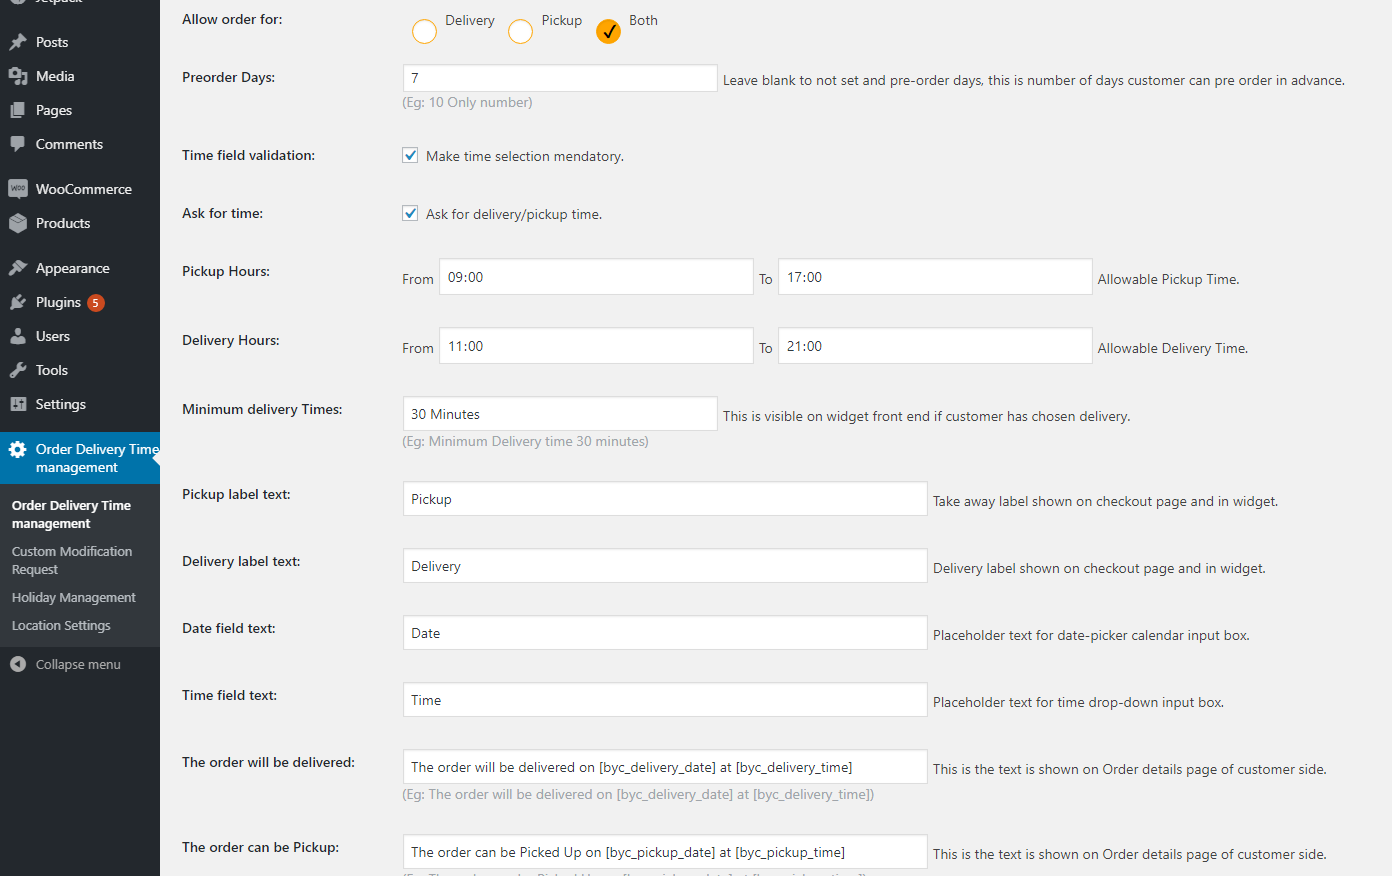 Jetpack
Posts
Media
Pages
Comments
WooCommerce
Products
Appearance
Plugins 5
Users
Tools
Settings
Order Delivery Time
management
Order Delivery Time
management
Custom Modification
Request
Holiday Management
Location Settings
Collapse menu
Allow order for: Delivery Pickup Both
Preorder Days: 7 Leave blank to not set and pre-order days, this is number of days customer can pre order in advance.
(Eg: 10 Only number)
Time field validation: Make time selection mendatory.
Ask for time: Ask for delivery/pickup time.
Pickup Hours: From 09:00 To 17:00 Allowable Pickup Time.
Delivery Hours: From 11:00 To 21:00 Allowable Delivery Time.
Minimum delivery Times: 30 Minutes This is visible on widget front end if customer has chosen delivery.
(Eg: Minimum Delivery time 30 minutes)
Pickup label text: Pickup Take away label shown on checkout page and in widget.
Delivery label text: Delivery Delivery label shown on checkout page and in widget.
Date field text: Date Placeholder text for date-picker calendar input box.
Time field text: Time Placeholder text for time drop-down input box.
The order will be delivered: The order will be delivered on [byc_delivery_date] at [byc_delivery_time] This is the text is shown on Order details page of customer side.
(Eg: The order will be delivered on [byc_delivery_date] at [byc_delivery_time])
The order can be Pickup: The order can be Picked Up on [byc_pickup_date] at [byc_pickup_time] This is the text is shown on Order details page of customer side.